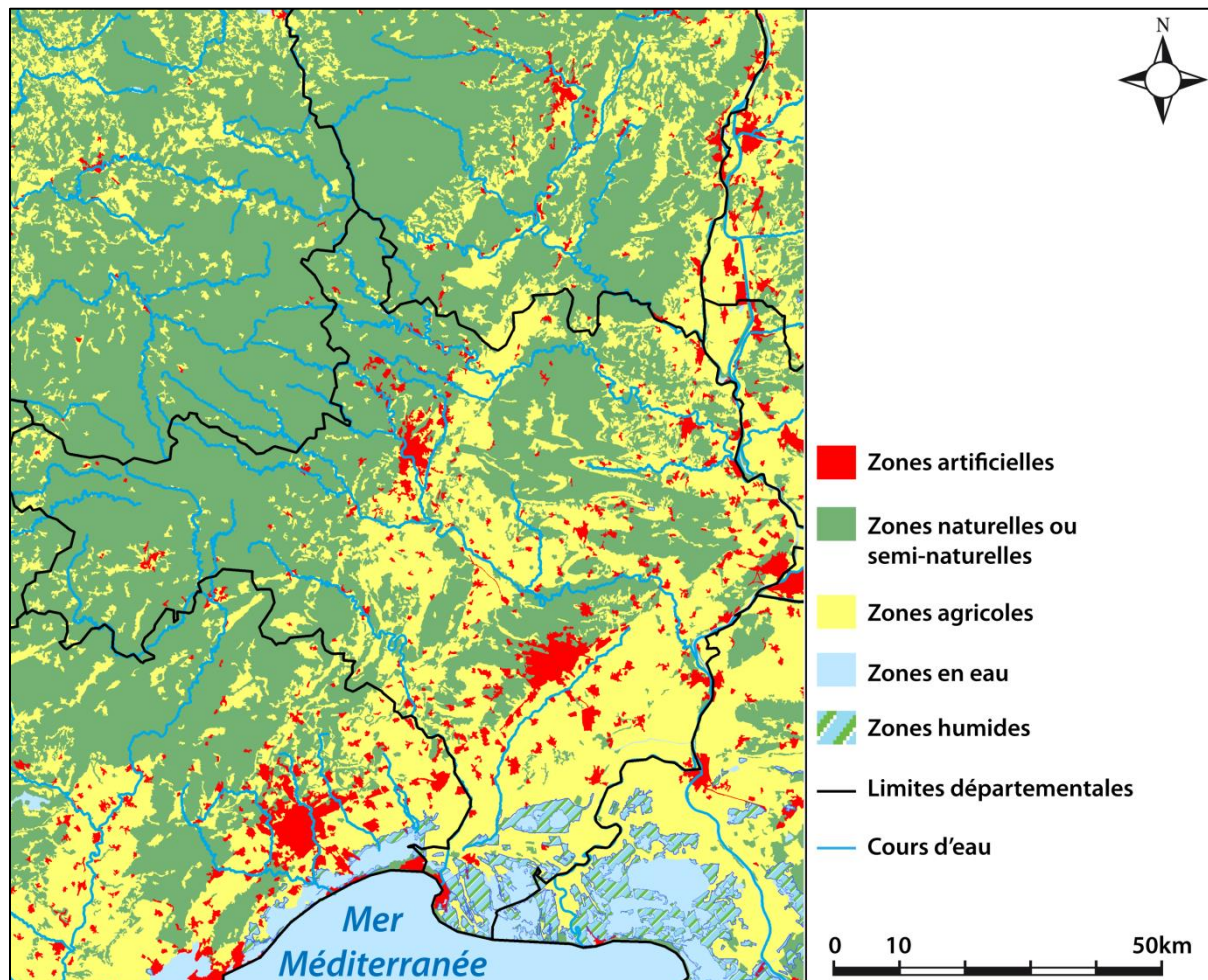 N
Zones artificielles
Zones naturelles ou
semi-naturelles
Zones agricoles
Zones en eau
Zones humides
Limites départementales
Cours d'eau
0 10 50km
Mer
Méditerranée